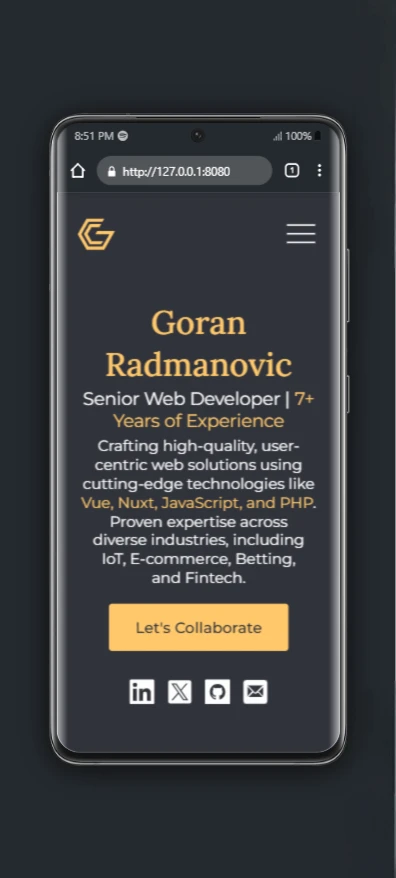 8:51 PM
100%
http://127.0.0.1:8080
1
Goran
Radmanovic
Senior Web Developer | 7+
Years of Experience
Crafting high-quality, user-
centric web solutions using
cutting-edge technologies like
Vue, Nuxt, JavaScript, and PHP.
Proven expertise across
diverse industries, including
IoT, E-commerce, Betting,
and Fintech.
Let's Collaborate
in